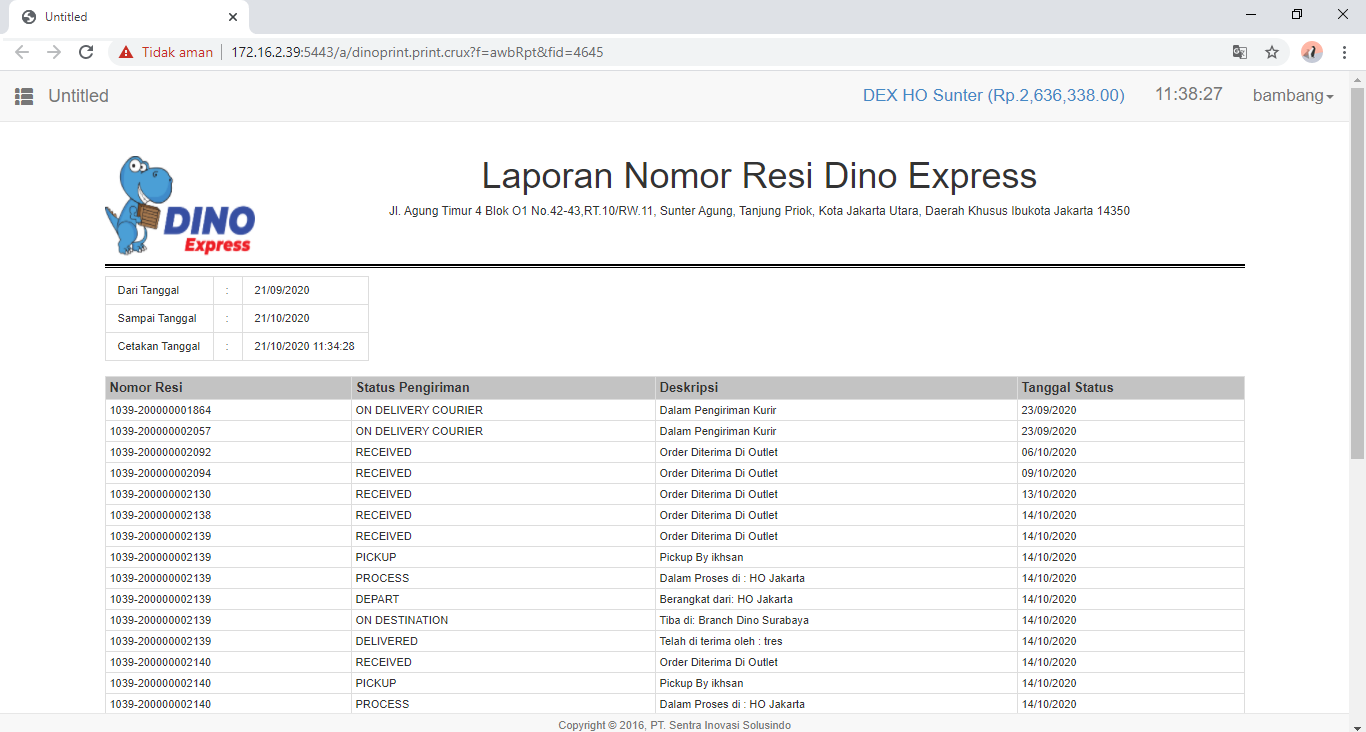 Untitled
Tidak aman 172.16.2.39:5443/a/dinoprint.print.crux?f=awbRpt&fid=4645
Untitled DEX HO Sunter (Rp.2,636,338.00) 11:38:27 bambang
DINO
Express
Laporan Nomor Resi Dino Express
Jl. Agung Timur 4 Blok O1 No.42-43,RT.10/RW.11, Sunter Agung, Tanjung Priok, Kota Jakarta Utara, Daerah Khusus Ibukota Jakarta 14350
Dari Tanggal : 21/09/2020
Sampai Tanggal : 21/10/2020
Cetakan Tanggal : 21/10/2020 11:34:28
Nomor Resi Status Pengiriman Deskripsi Tanggal Status
1039-200000001864 ON DELIVERY COURIER Dalam Pengiriman Kurir 23/09/2020
1039-200000002057 ON DELIVERY COURIER Dalam Pengiriman Kurir 23/09/2020
1039-200000002092 RECEIVED Order Diterima Di Outlet 06/10/2020
1039-200000002094 RECEIVED Order Diterima Di Outlet 09/10/2020
1039-200000002130 RECEIVED Order Diterima Di Outlet 13/10/2020
1039-200000002138 RECEIVED Order Diterima Di Outlet 14/10/2020
1039-200000002139 RECEIVED Order Diterima Di Outlet 14/10/2020
1039-200000002139 PICKUP Pickup By ikhsan 14/10/2020
1039-200000002139 PROCESS Dalam Proses di : HO Jakarta 14/10/2020
1039-200000002139 DEPART Berangkat dari: HO Jakarta 14/10/2020
1039-200000002139 ON DESTINATION Tiba di: Branch Dino Surabaya 14/10/2020
1039-200000002139 DELIVERED Telah di terima oleh : tres 14/10/2020
1039-200000002140 RECEIVED Order Diterima Di Outlet 14/10/2020
1039-200000002140 PICKUP Pickup By ikhsan 14/10/2020
1039-200000002140 PROCESS Dalam Proses di : HO Jakarta 14/10/2020
Copyright © 2016, PT. Sentra Inovasi Solusindo